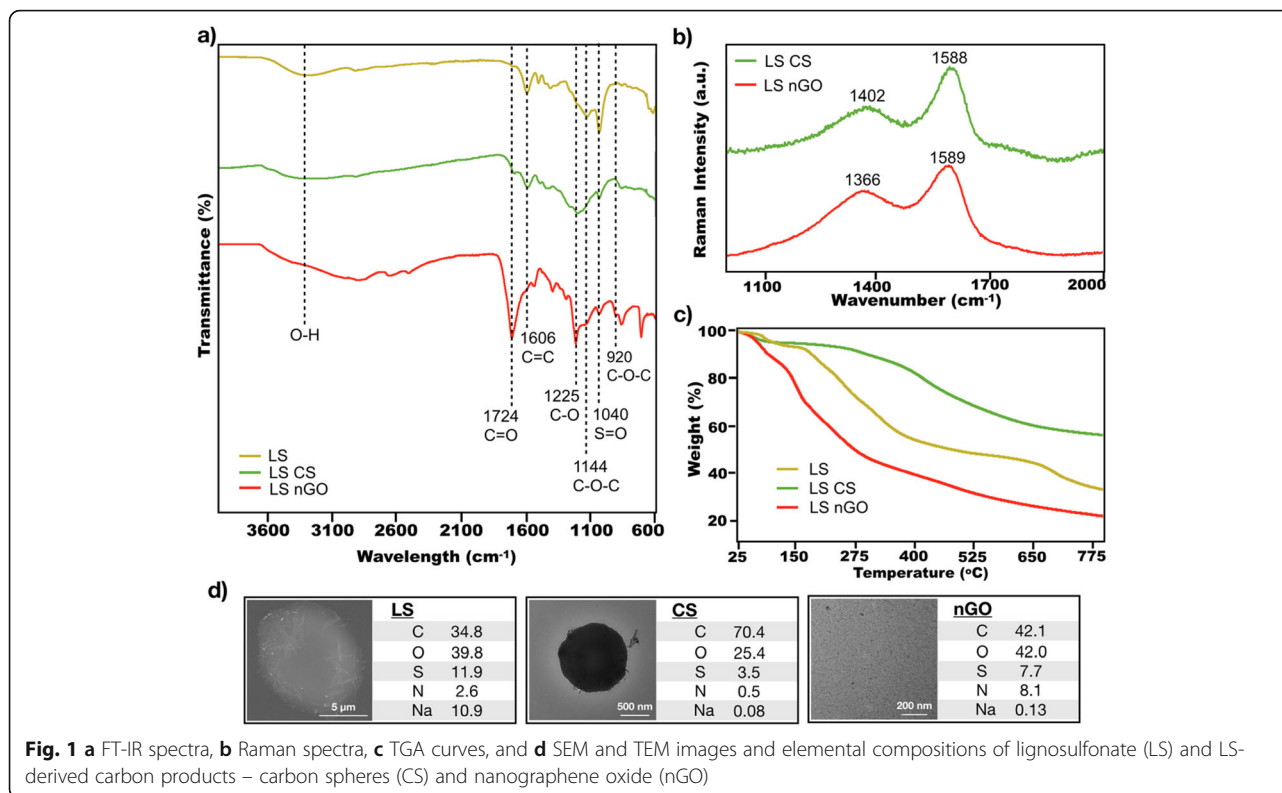 a)
Transmittance (%)
O-H
1724
C=O
1606
C=C
1225
C-O
1144
C-O-C
1040
S=O
920
C-O-C
LS
LS CS
LS nGO
3600 3100 2100 1600 1100 600
Wavelength (cm-1)
b)
Raman Intensity (a.u.)
LS CS
LS nGO
1402
1588
1366
1589
1100 1400 1700 2000
Wavenumber (cm-1)
c)
Weight (%)
100
80
60
40
20
LS
LS CS
LS nGO
25 150 275 400 525 650 775
Temperature (oC)
d)
5 µm
LS
C 34.8
O 39.8
S 11.9
N 2.6
Na 10.9
500 nm
CS
C 70.4
O 25.4
S 3.5
N 0.5
Na 0.08
200 nm
nGO
C 42.1
O 42.0
S 7.7
N 8.1
Na 0.13
Fig. 1 a FT-IR spectra, b Raman spectra, c TGA curves, and d SEM and TEM images and elemental compositions of lignosulfonate (LS) and LS-
derived carbon products – carbon spheres (CS) and nanographene oxide (nGO)